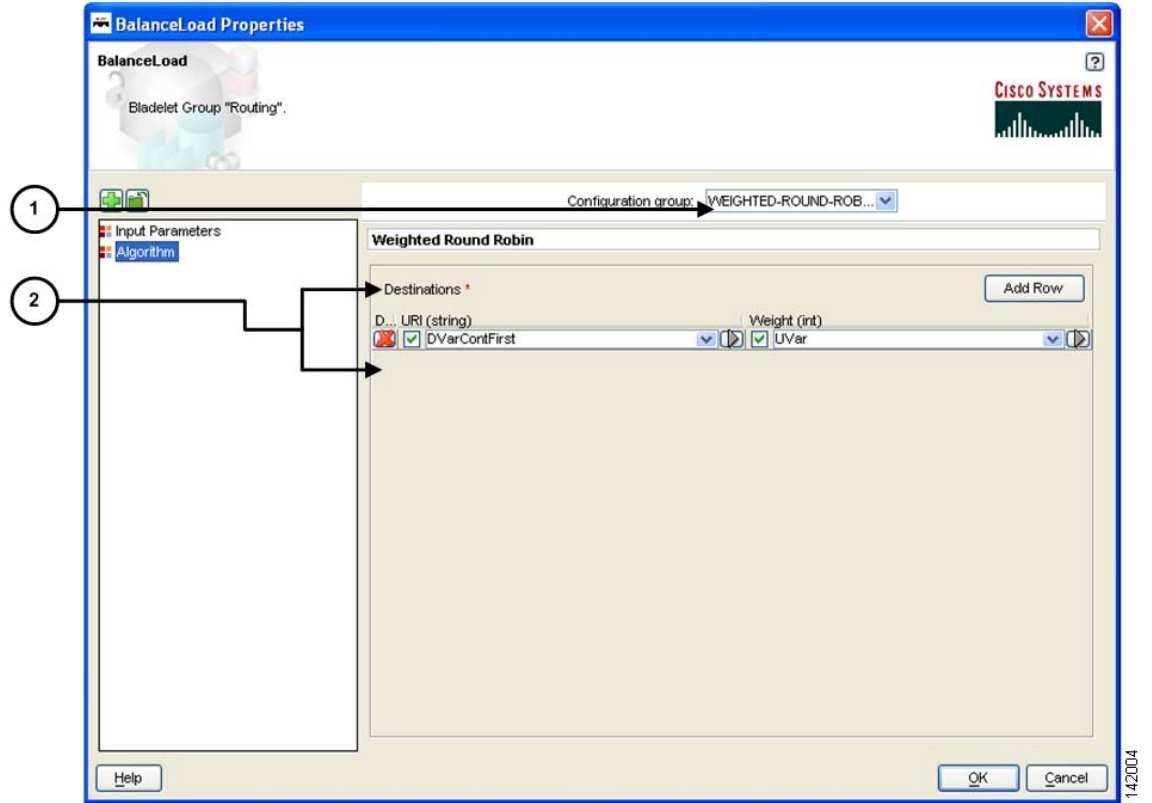 BalanceLoad Properties
BalanceLoad
?
Bladelet Group "Routing".
CISCO SYSTEMS
1
Configuration group: WEIGHTED-ROUND-ROB...
Input Parameters
Algorithm
Weighted Round Robin
2
Destinations *
Add Row
D... URI (string) Weight (int)
DVarContFirst UVar
Help
OK Cancel
142004